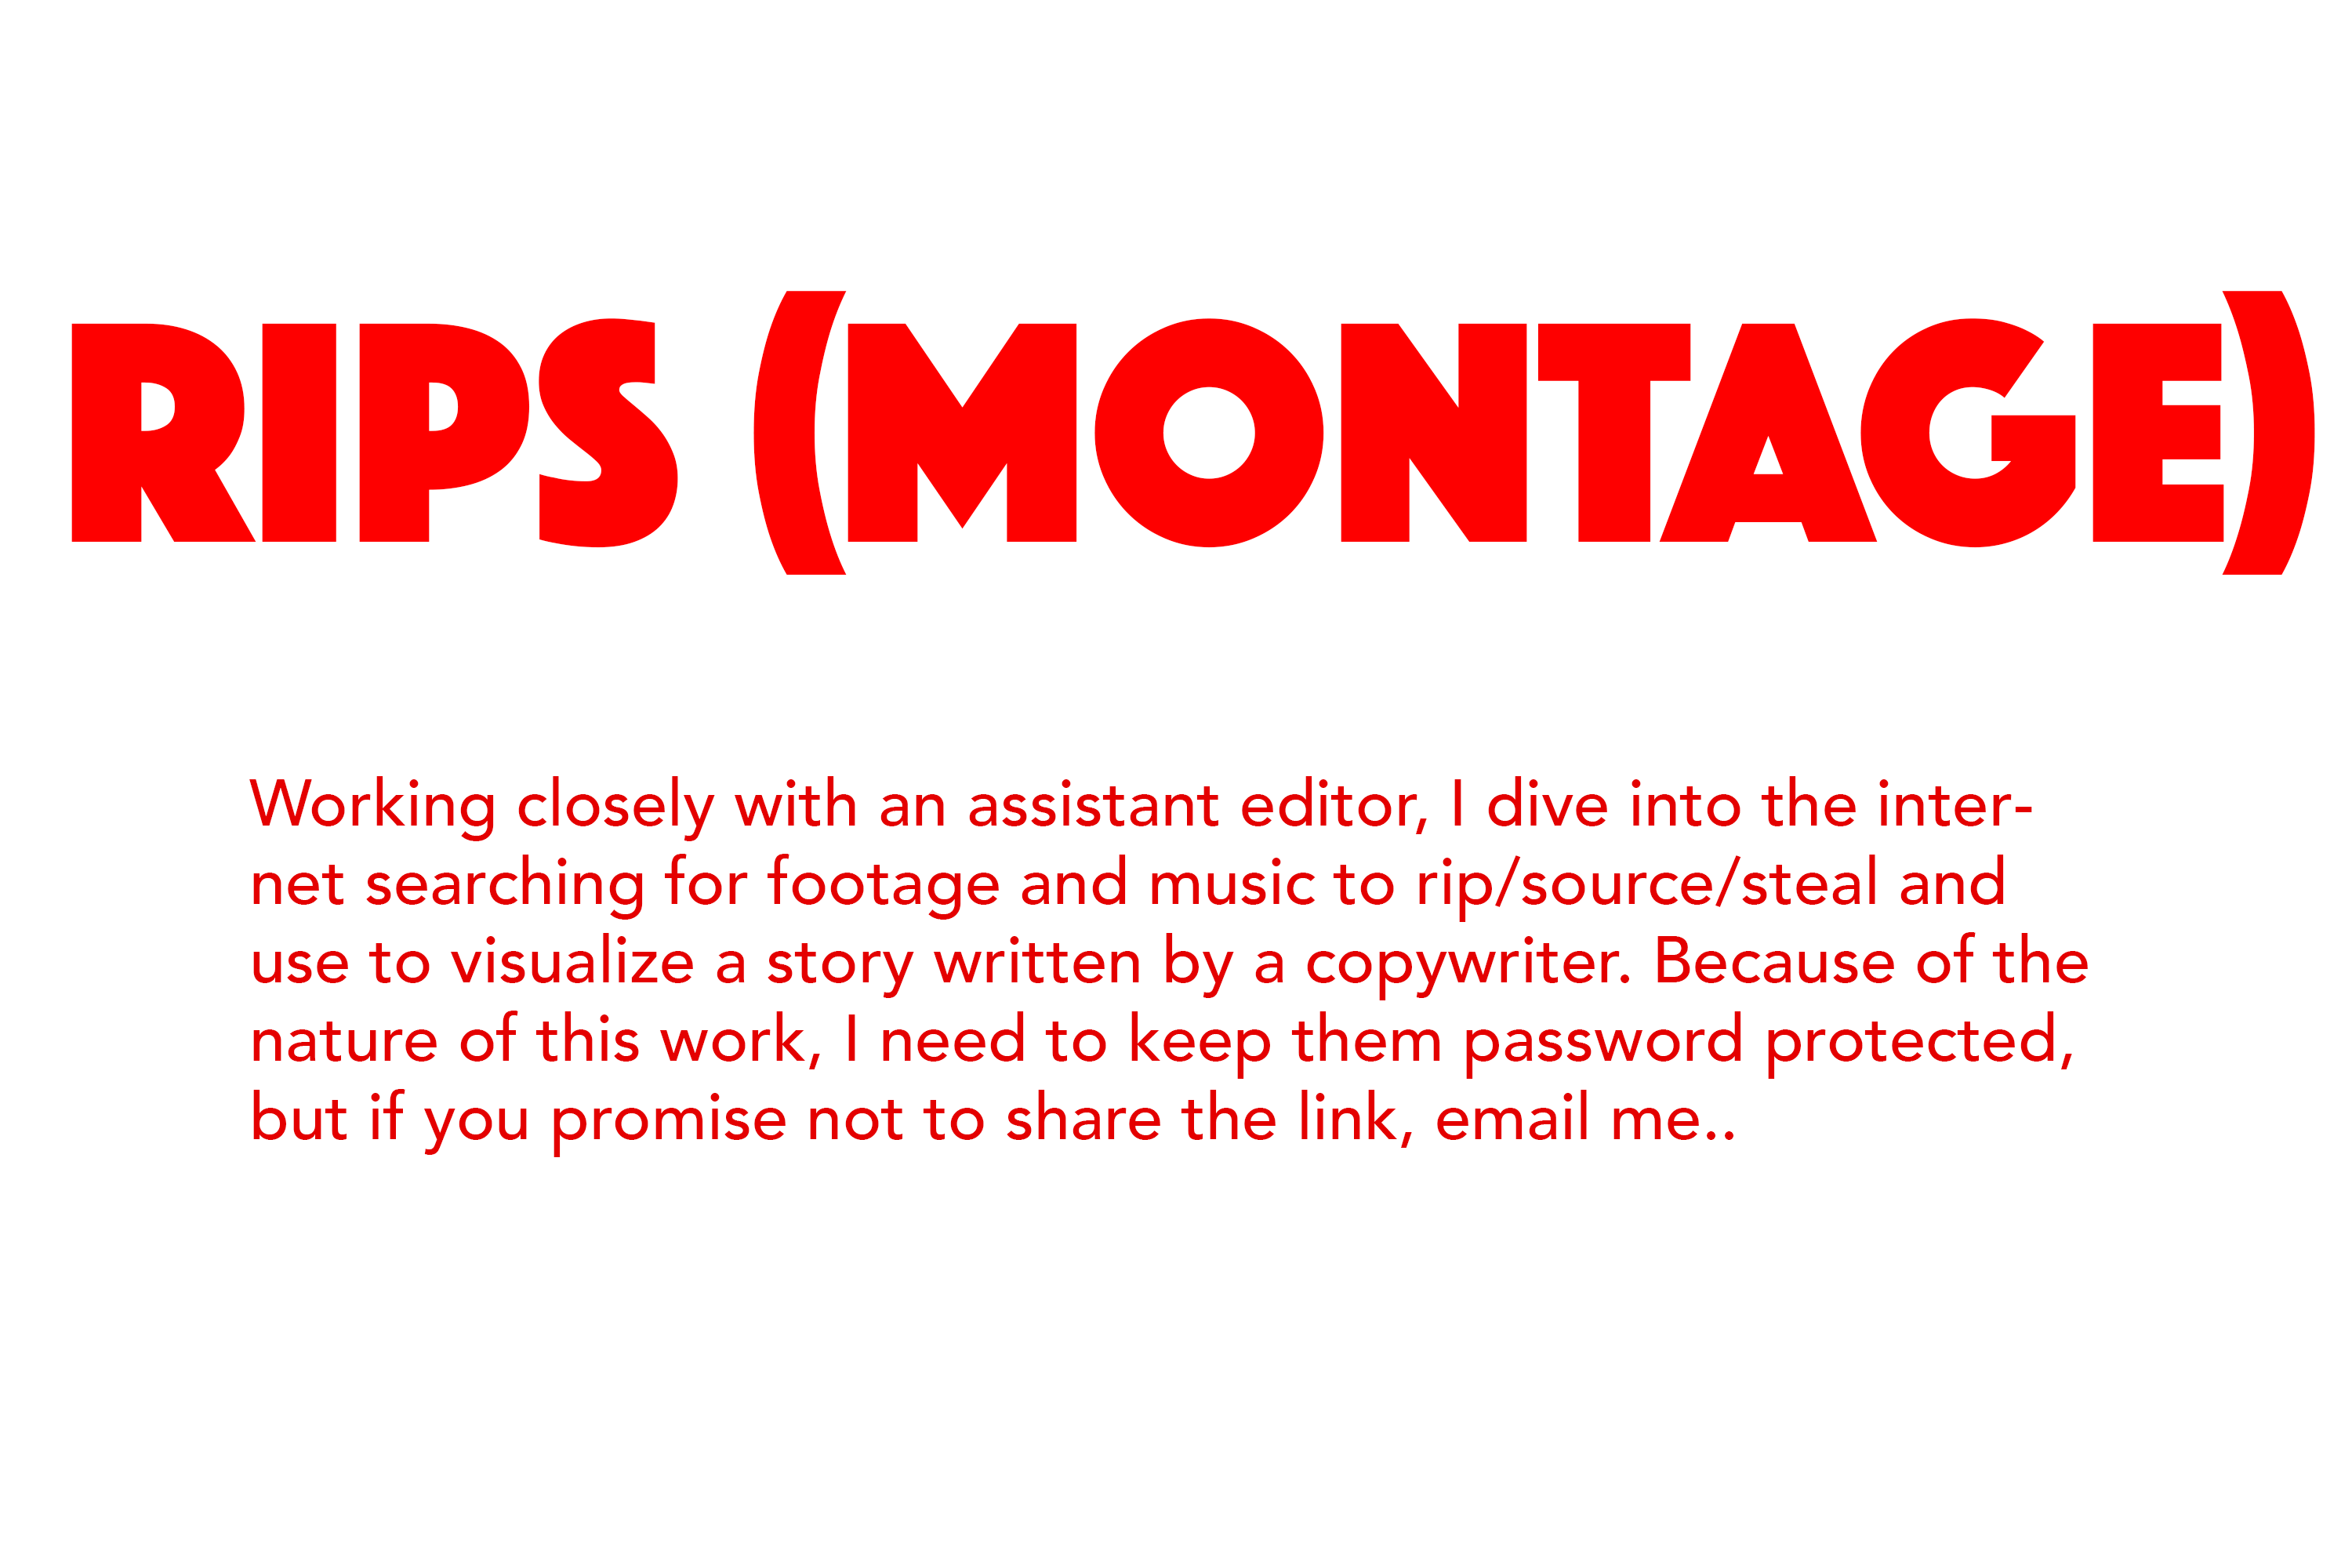 RIPS (MONTAGE)
Working closely with an assistant editor, I dive into the inter-
net searching for footage and music to rip/source/steal and
use to visualize a story written by a copywriter. Because of the
nature of this work, I need to keep them password protected,
but if you promise not to share the link, email me..